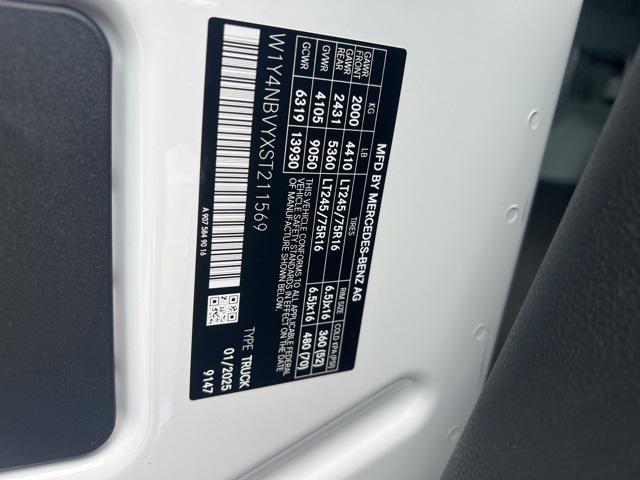 MFD BY MERCEDES-BENZ AG
KG LB TIRES RIM SIZE COLD KPA (PSI)
GAWR FRONT 2000 4410 LT245/75R16 6.5Jx16 360 (52)
GAWR REAR 2431 5360 LT245/75R16 6.5Jx16 480 (70)
GVWR 4105 9050 THIS VEHICLE CONFORMS TO ALL APPLICABLE FEDERAL
VEHICLE SAFETY STANDARDS IN EFFECT ON THE DATE
GCWR 6319 13930 OF MANUFACTURE SHOWN BELOW.
W1Y4NBVYXST211569 TYPE TRUCK
01/2025
A 907 584 90 16 9147